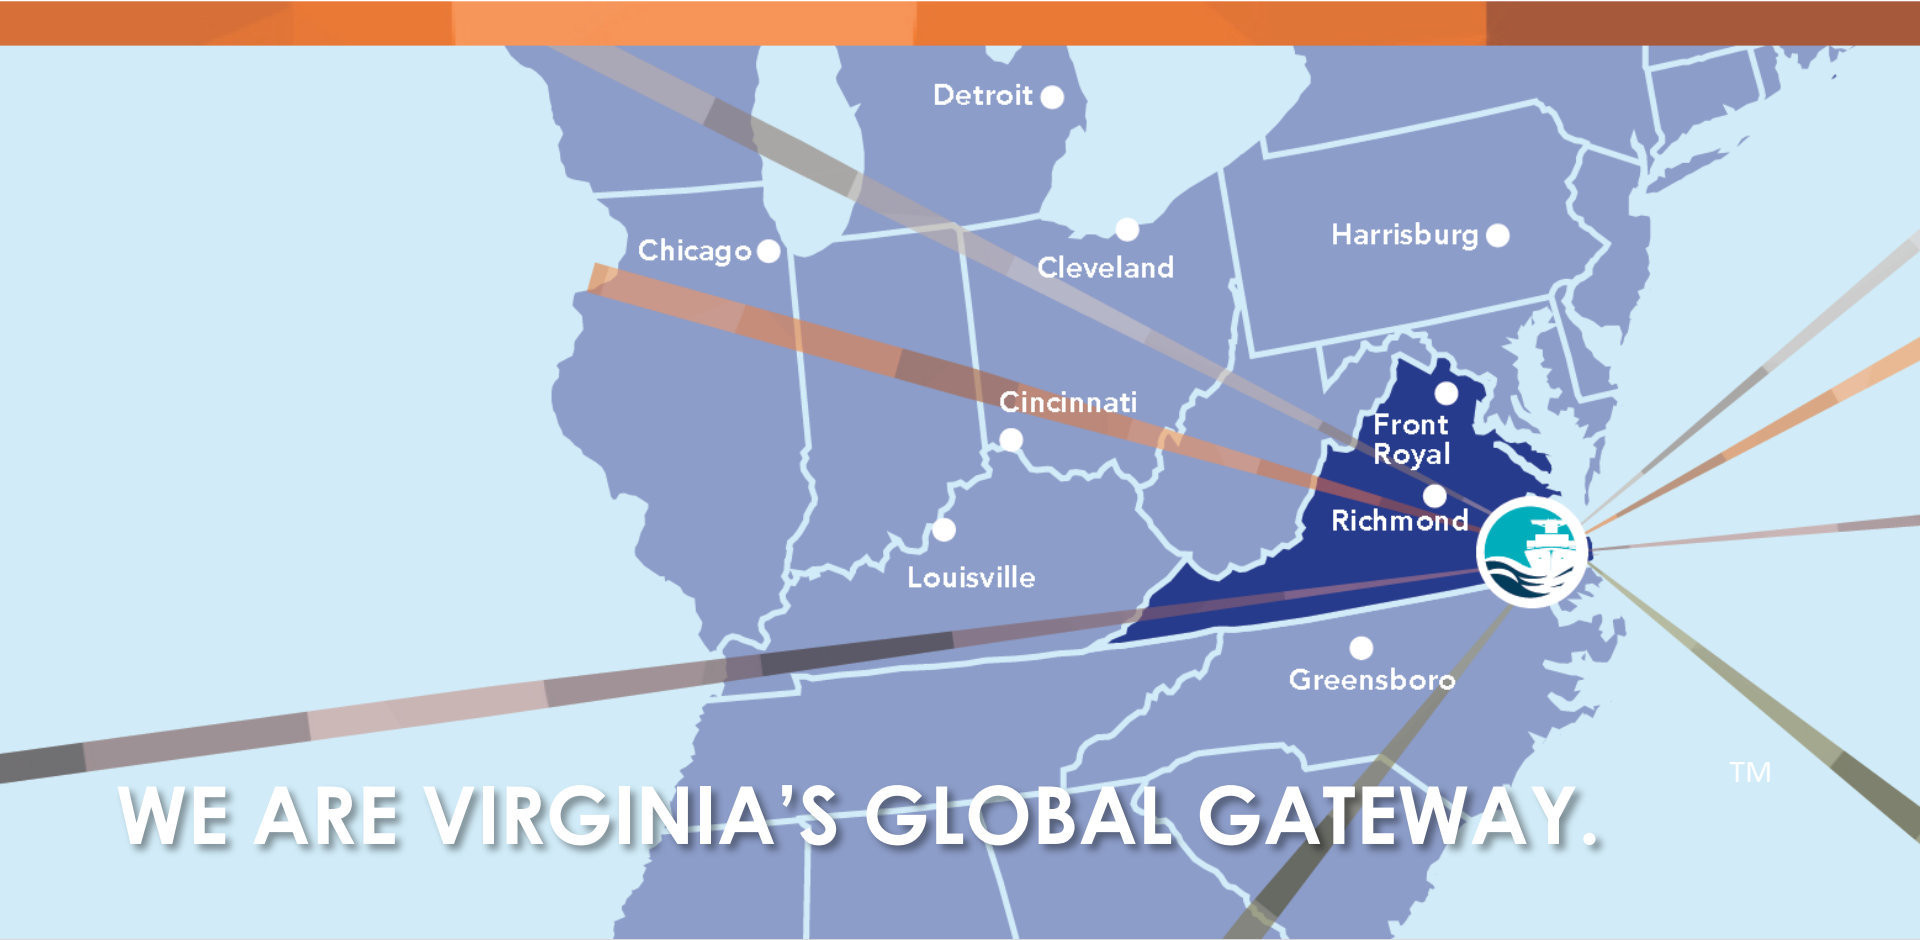 Detroit
Harrisburg
Chicago
Cleveland
Cincinnati
Front
Royal
Richmond
Louisville
Greensboro
TM
WE ARE VIRGINIA’S GLOBAL GATEWAY.